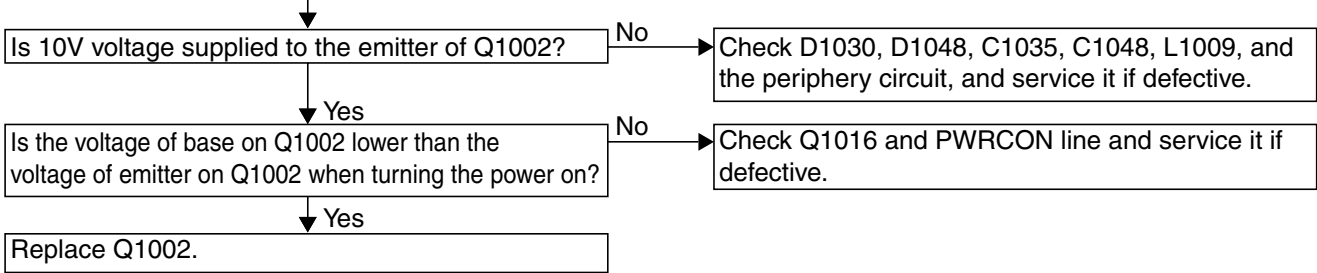 Is 10V voltage supplied to the emitter of Q1002?
No
Check D1030, D1048, C1035, C1048, L1009, and
the periphery circuit, and service it if defective.
Yes
Is the voltage of base on Q1002 lower than the
voltage of emitter on Q1002 when turning the power on?
No
Check Q1016 and PWRCON line and service it if
defective.
Yes
Replace Q1002.